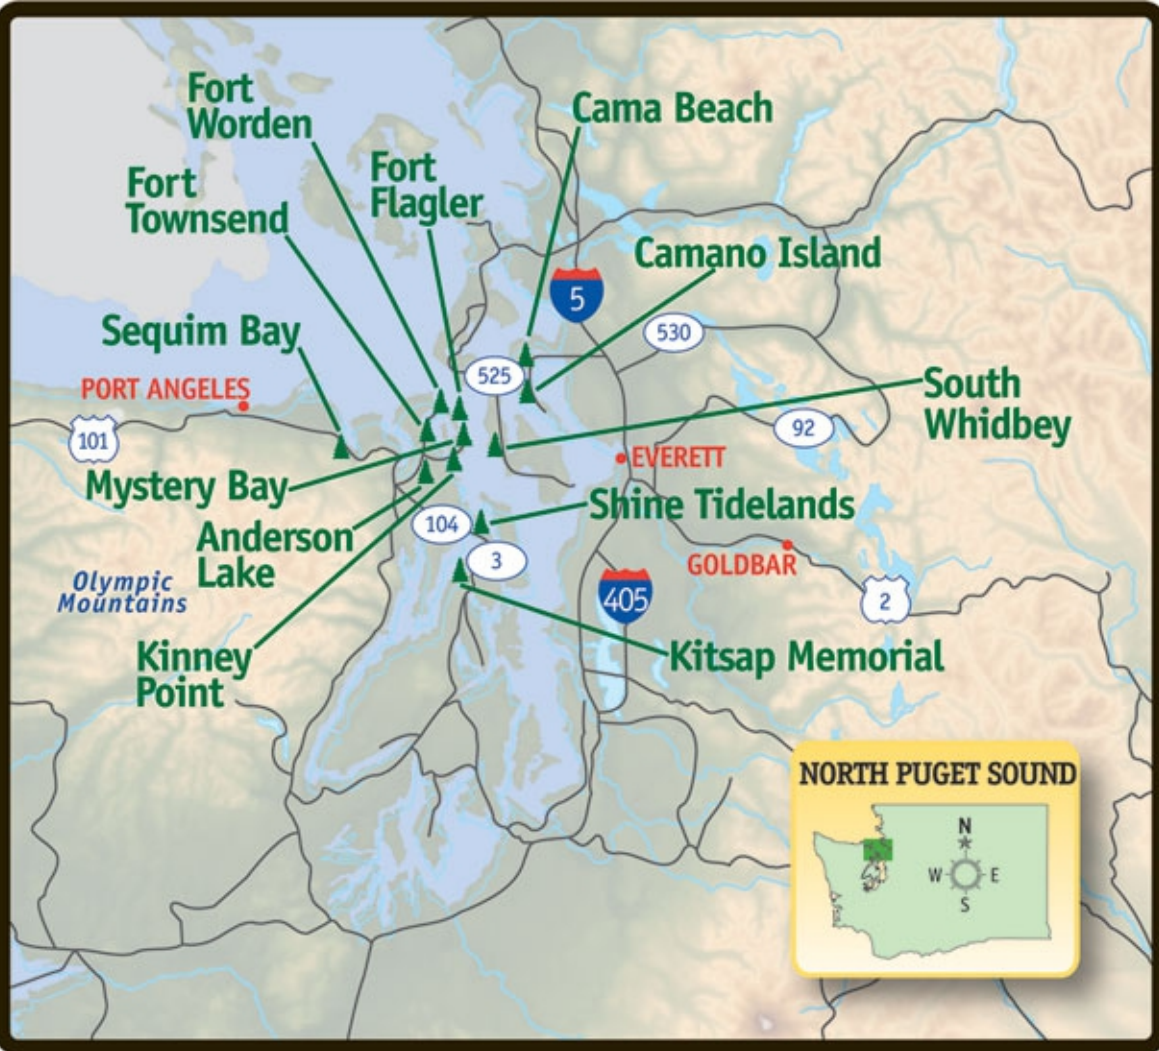 Fort
Worden
Cama Beach
Fort
Flagler
Fort
Townsend
Camano Island
5
530
Sequim Bay
525
PORT ANGELES
South
Whidbey
101
92
EVERETT
Mystery Bay
Shine Tidelands
104
Anderson
Lake
3
GOLDBAR
Olympic
Mountains
405
2
Kinney
Point
Kitsap Memorial
NORTH PUGET SOUND
N
W E
S